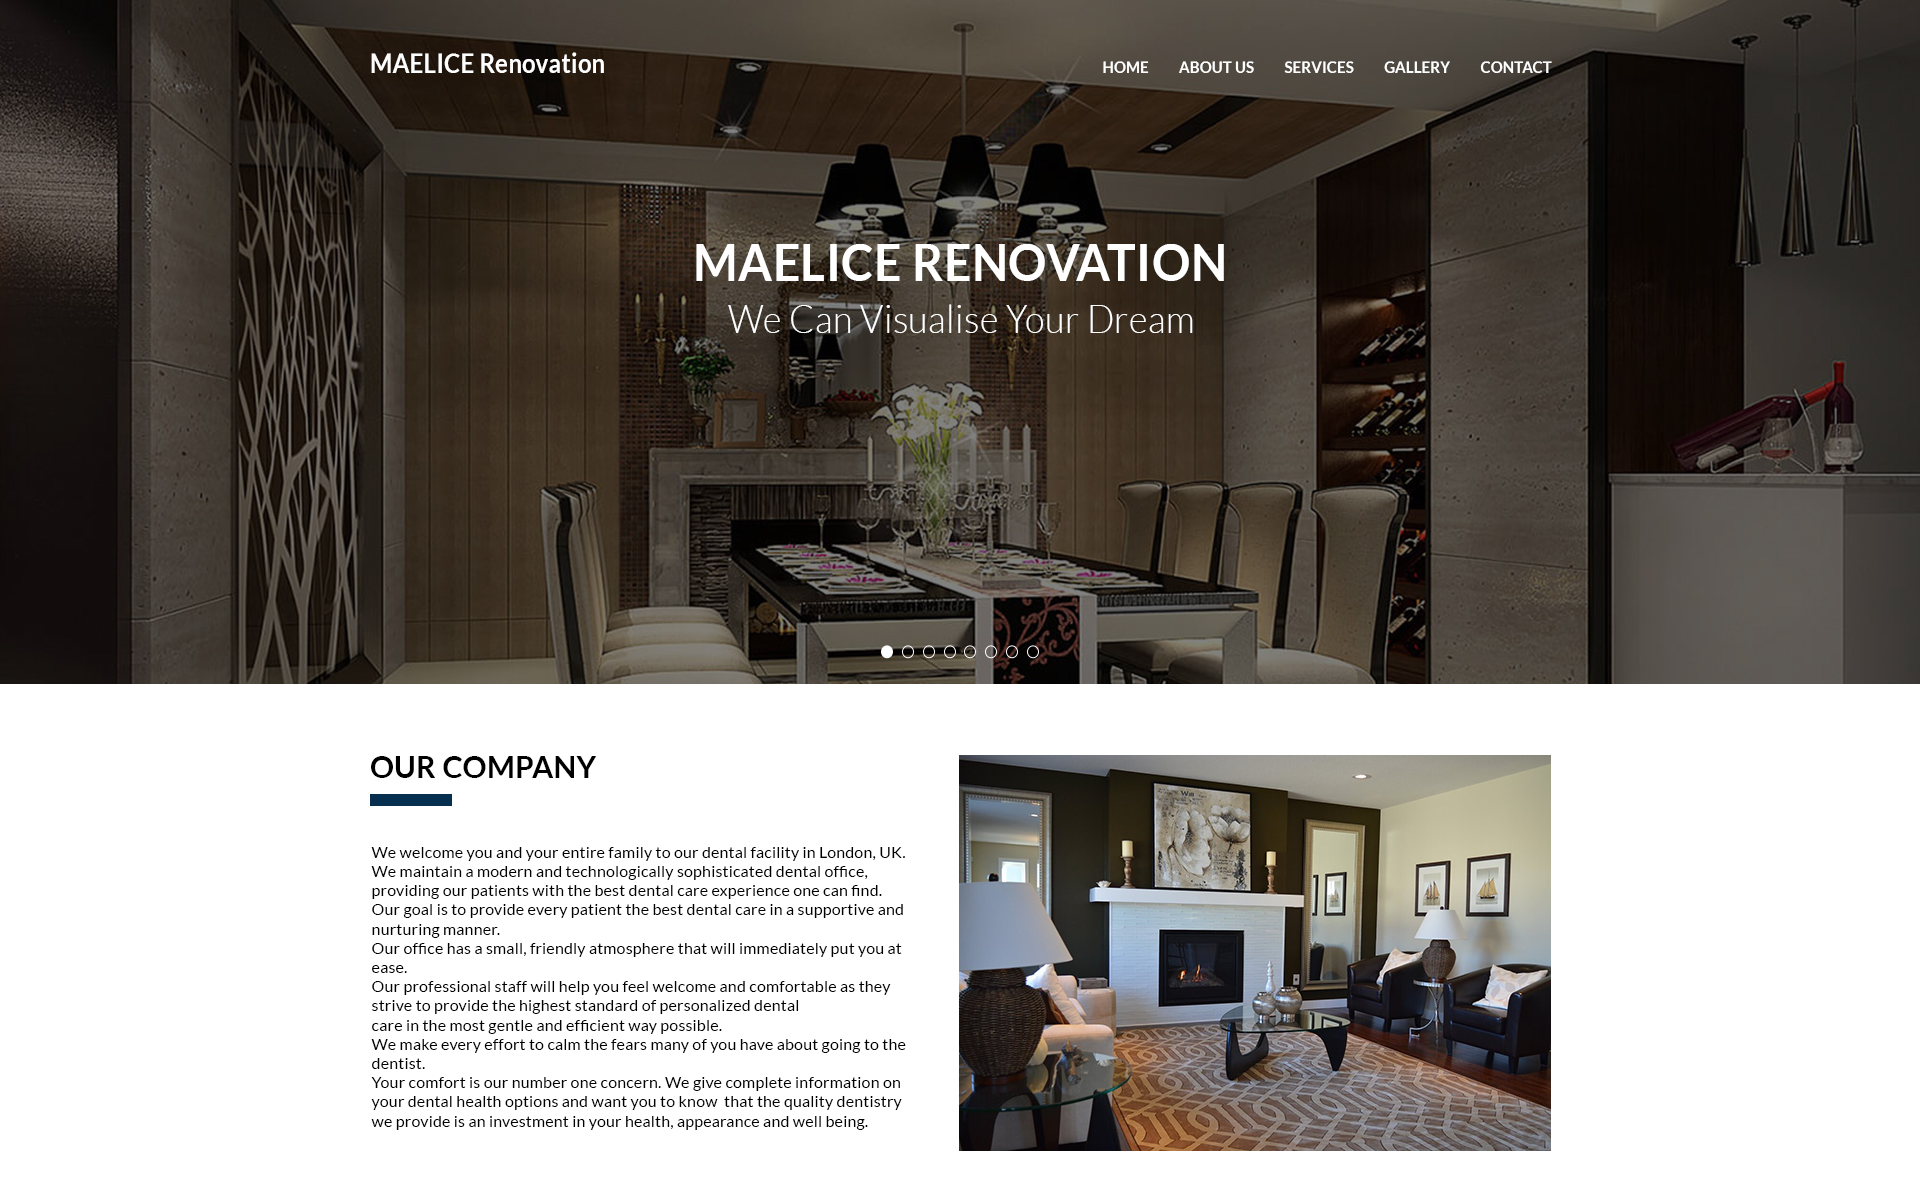 MAELICE Renovation
HOME ABOUT US SERVICES GALLERY CONTACT
MAELICE RENOVATION
We Can Visualise Your Dream
OUR COMPANY
We welcome you and your entire family to our dental facility in London, UK.
We maintain a modern and technologically sophisticated dental office,
providing our patients with the best dental care experience one can find.
Our goal is to provide every patient the best dental care in a supportive and
nurturing manner.
Our office has a small, friendly atmosphere that will immediately put you at
ease.
Our professional staff will help you feel welcome and comfortable as they
strive to provide the highest standard of personalized dental
care in the most gentle and efficient way possible.
We make every effort to calm the fears many of you have about going to the
dentist.
Your comfort is our number one concern. We give complete information on
your dental health options and want you to know that the quality dentistry
we provide is an investment in your health, appearance and well being.